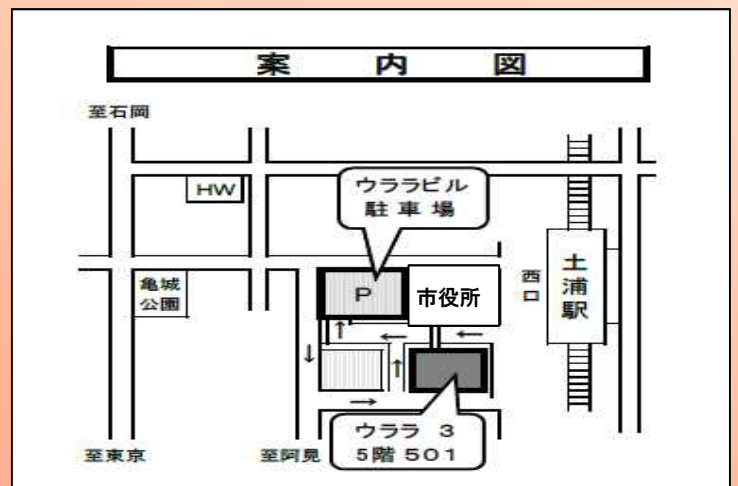 案 内 図
至石岡
HW
ウララビル
駐 車 場
亀城
公園
P
市役所
西
口
土
浦
駅
ウララ 3
5階 501
至東京
至阿見